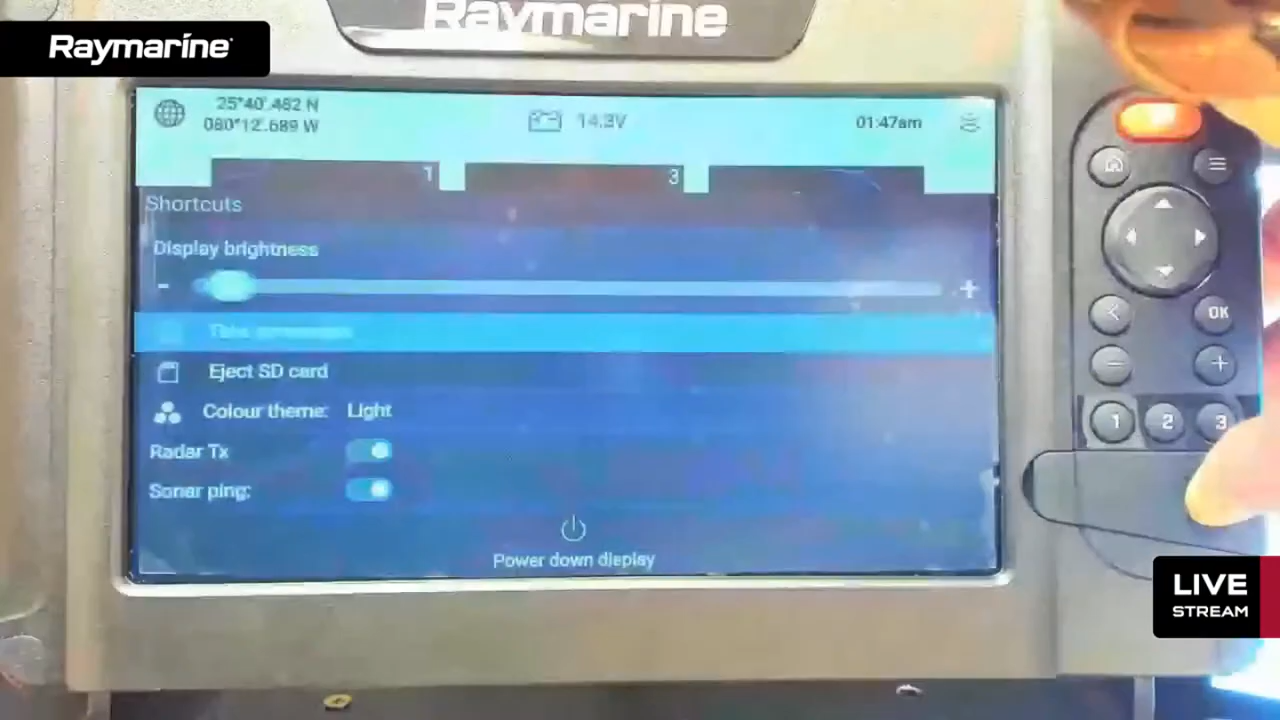 Raymarine
Raymarine
25°40'.482 N
080°12'.689 W
14.3V
01:47am
1
3
Shortcuts
Display brightness
-
+
Eject SD card
Colour theme: Light
Radar Tx
Sonar ping:
Power down display
OK
1 2 3
LIVE
STREAM